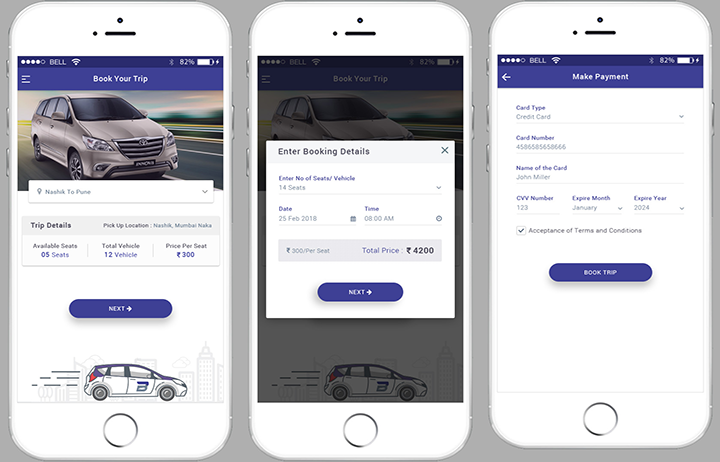 BELL 82%
Book Your Trip
INNOVA
Nashik To Pune
Trip Details Pick Up Location : Nashik, Mumbai Naka
Available Seats Total Vehicle Price Per Seat
05 Seats 12 Vehicle ₹ 300
NEXT
B
BELL 82%
Book Your Trip
Enter Booking Details
Enter No of Seats/ Vehicle
14 Seats
Date Time
25 Feb 2018 08:00 AM
₹ 300/Per Seat Total Price : ₹ 4200
NEXT
B
BELL 82%
Make Payment
Card Type
Credit Card
Card Number
4586585658666
Name of the Card
John Miller
CVV Number Expire Month Expire Year
123 January 2024
Acceptance of Terms and Conditions
BOOK TRIP